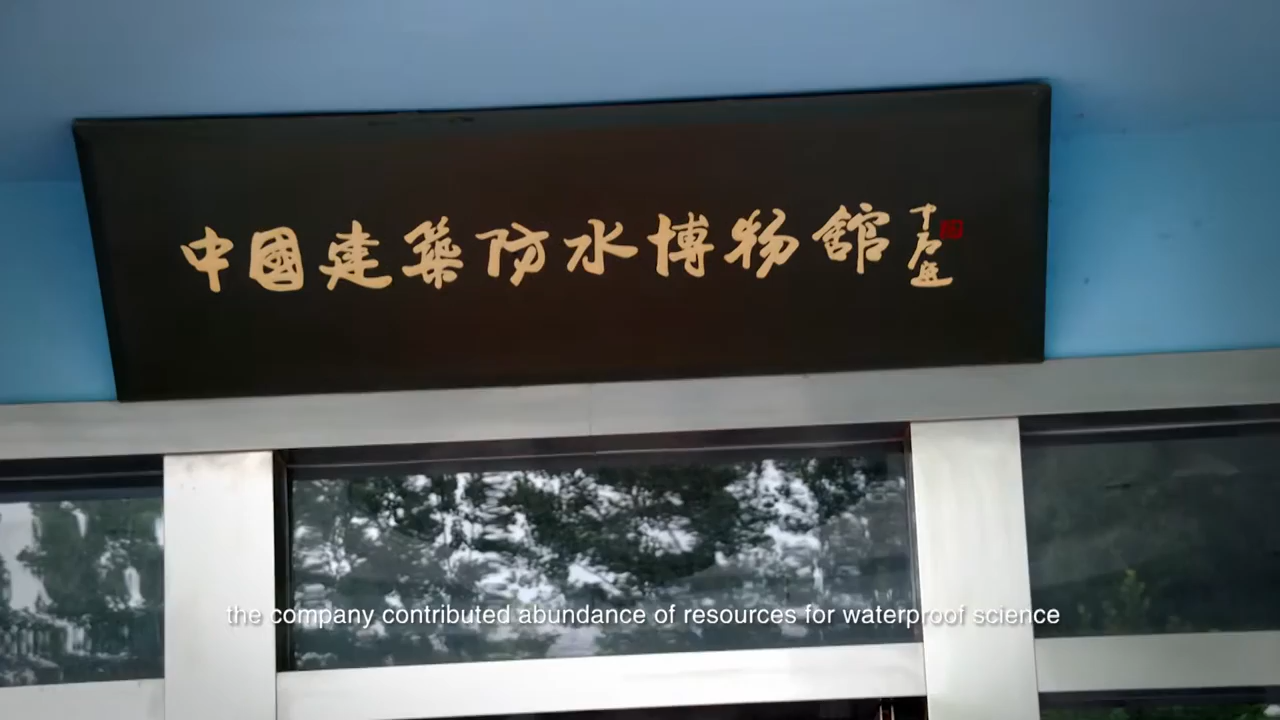 中國建築防水博物館
the company contributed abundance of resources for waterproof science